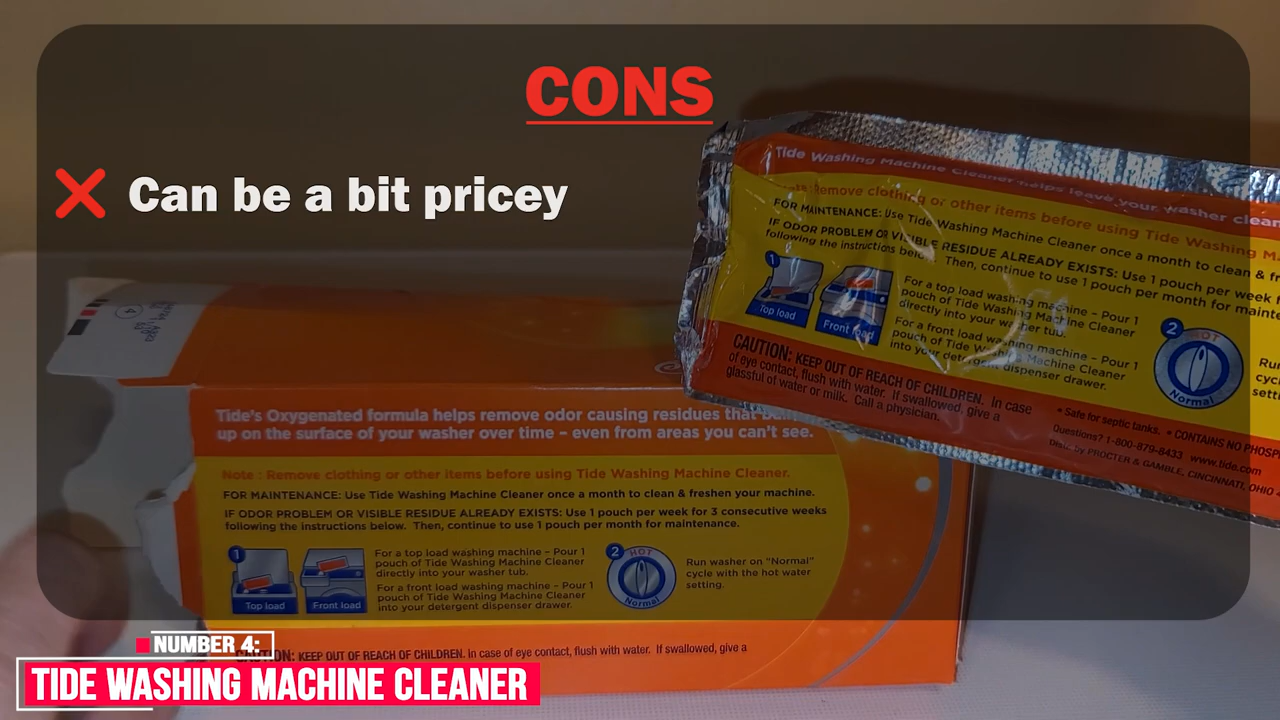 CONS
Can be a bit pricey
Tide Washing Machine Cleaner helps leave your washer clean
Remove clothing or other items before using Tide Washing
FOR MAINTENANCE: Use Tide Washing Machine Cleaner once a month to clean &
IF ODOR PROBLEM OR VISIBLE RESIDUE ALREADY EXISTS: Use 1 pouch per week
following the instructions below. Then, continue to use 1 pouch per month for
1
Top load
Front load
For a top load washing machine – Pour 1
pouch of Tide Washing Machine Cleaner
directly into your washer tub.
For a front load washing machine – Pour 1
pouch of Tide Washing Machine Cleaner
into your detergent dispenser drawer.
2
HOT
Normal
CAUTION: KEEP OUT OF REACH OF CHILDREN. In case
of eye contact, flush with water. If swallowed, give a
glassful of water or milk. Call a physician.
• Safe for septic tanks. • CONTAINS NO
Questions? 1-800-879-8433 www.tide.com
Distr. by PROCTER & GAMBLE, CINCINNATI, OHIO
4
Tide's Oxygenated formula helps remove odor causing residues that
up on the surface of your washer over time – even from areas you can't see.
Note : Remove clothing or other items before using Tide Washing Machine Cleaner.
FOR MAINTENANCE: Use Tide Washing Machine Cleaner once a month to clean & freshen your machine.
IF ODOR PROBLEM OR VISIBLE RESIDUE ALREADY EXISTS: Use 1 pouch per week for 3 consecutive weeks
following the instructions below. Then, continue to use 1 pouch per month for maintenance.
1
Top load
Front load
For a top load washing machine – Pour 1
pouch of Tide Washing Machine Cleaner
directly into your washer tub.
For a front load washing machine – Pour 1
pouch of Tide Washing Machine Cleaner
into your detergent dispenser drawer.
2
HOT
Normal
Run washer on "Normal"
cycle with the hot water
setting.
CAUTION: KEEP OUT OF REACH OF CHILDREN. In case of eye contact, flush with water. If swallowed, give a
NUMBER 4:
TIDE WASHING MACHINE CLEANER